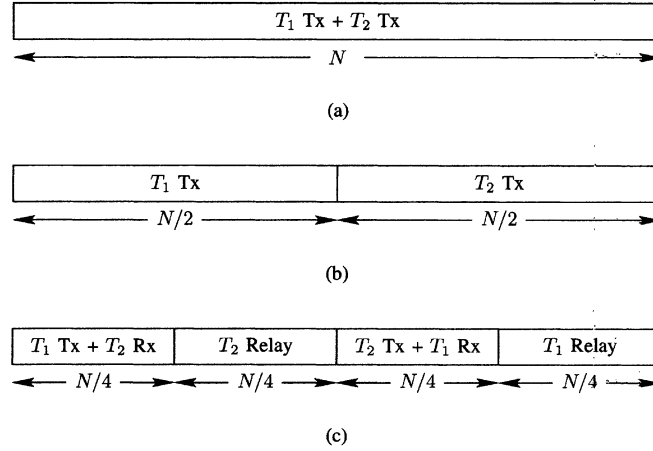 T₁ Tx + T₂ Tx
N
(a)
T₁ Tx T₂ Tx
N/2 N/2
(b)
T₁ Tx + T₂ Rx T₂ Relay T₂ Tx + T₁ Rx T₁ Relay
N/4 N/4 N/4 N/4
(c)